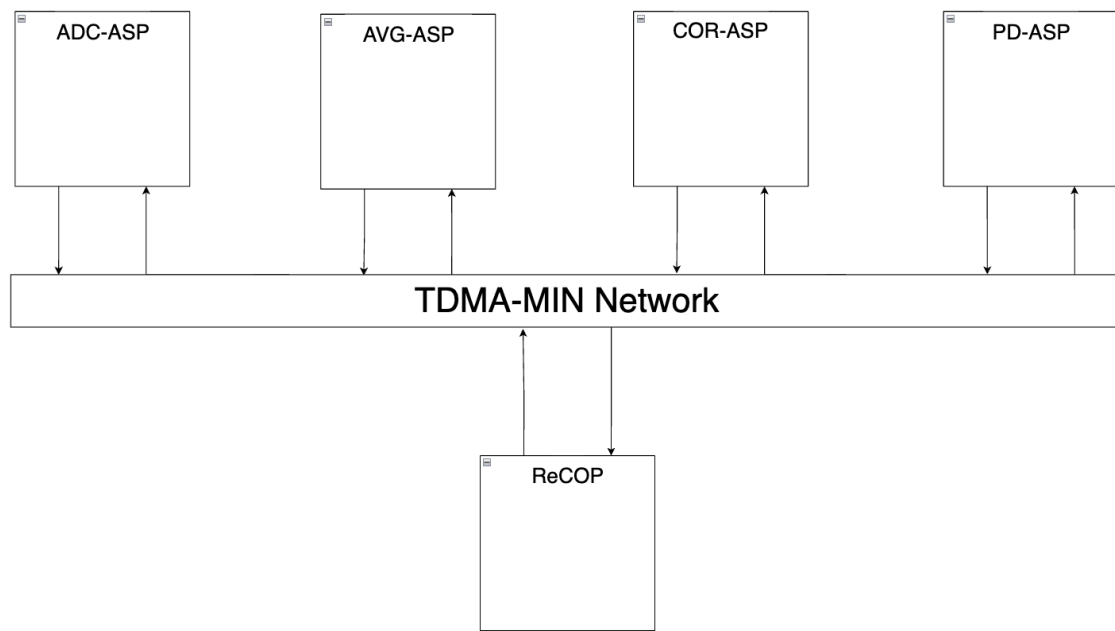 ADC-ASP
AVG-ASP
COR-ASP
PD-ASP
TDMA-MIN Network
ReCOP